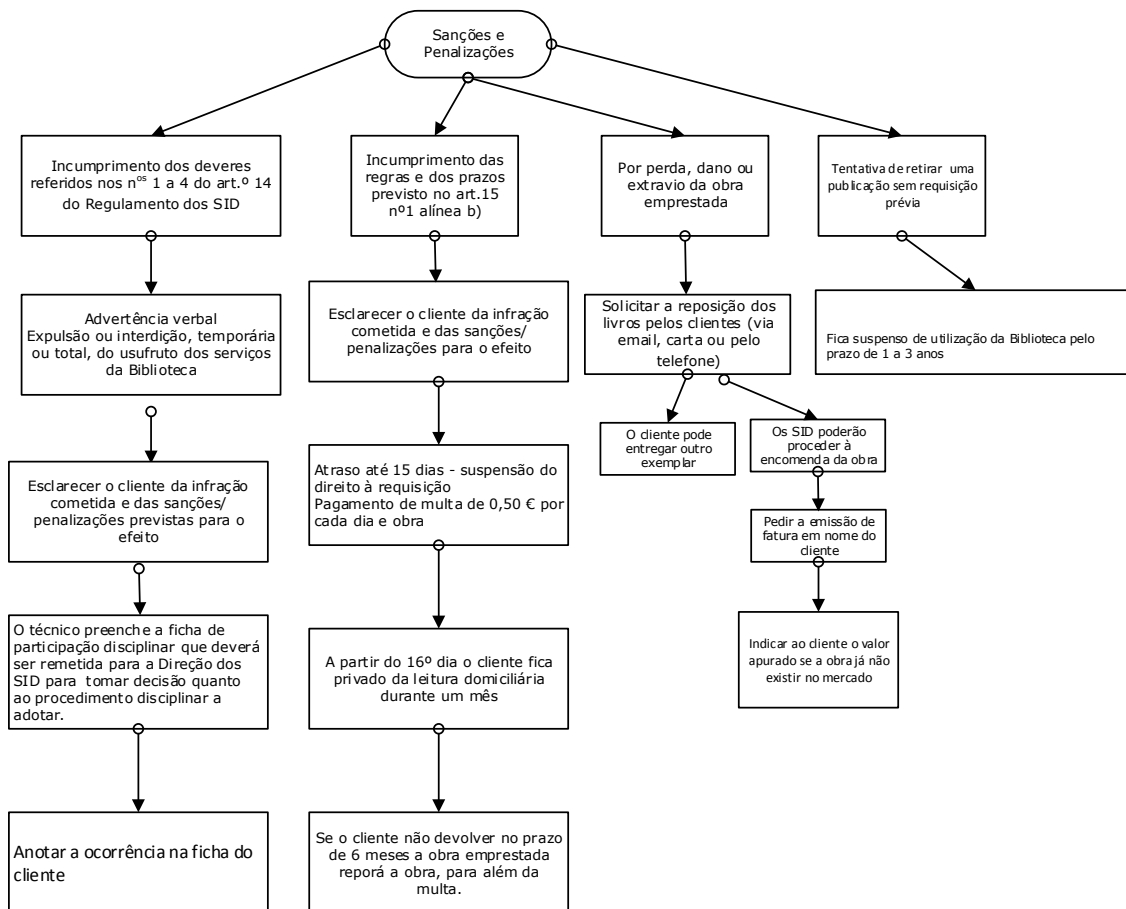 Sanções e
Penalizações
Incumprimento dos deveres
referidos nos nºs 1 a 4 do art.º 14
do Regulamento dos SID
Advertência verbal
Expulsão ou interdição, temporária
ou total, do usufruto dos serviços
da Biblioteca
Esclarecer o cliente da infração
cometida e das sanções/
penalizações previstas para o
efeito
O técnico preenche a ficha de
participação disciplinar que deverá
ser remetida para a Direção dos
SID para tomar decisão quanto
ao procedimento disciplinar a
adotar.
Anotar a ocorrência na ficha do
cliente
Incumprimento das
regras e dos prazos
previsto no art.15
nº1 alínea b)
Esclarecer o cliente da infração
cometida e das sanções/
penalizações para o efeito
Atraso até 15 dias - suspensão do
direito à requisição
Pagamento de multa de 0,50 € por
cada dia e obra
A partir do 16º dia o cliente fica
privado da leitura domiciliária
durante um mês
Se o cliente não devolver no prazo
de 6 meses a obra emprestada
reporá a obra, para além da
multa.
Por perda, dano ou
extravio da obra
emprestada
Solicitar a reposição dos
livros pelos clientes (via
email, carta ou pelo
telefone)
O cliente pode
entregar outro
exemplar
Os SID poderão
proceder à
encomenda da obra
Pedir a emissão de
fatura em nome do
cliente
Indicar ao cliente o valor
apurado se a obra já não
existir no mercado
Tentativa de retirar uma
publicação sem requisição
prévia
Fica suspenso de utilização da Biblioteca pelo
prazo de 1 a 3 anos